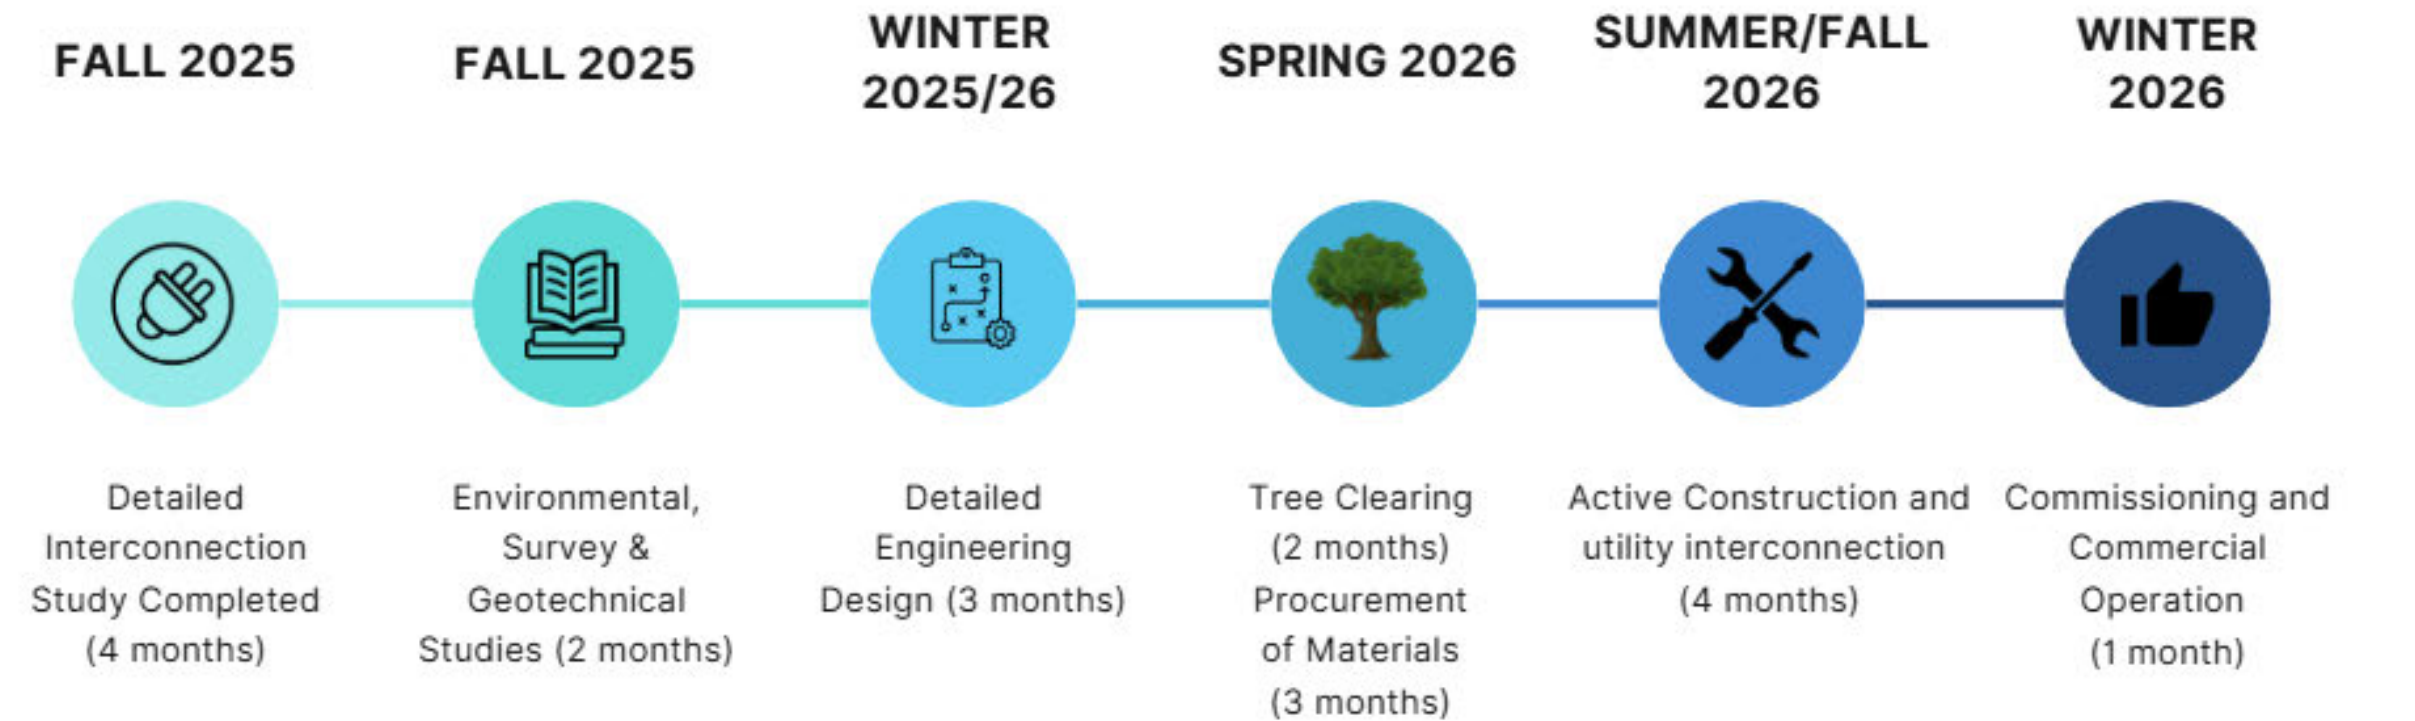 FALL 2025
Detailed
Interconnection
Study Completed
(4 months)
FALL 2025
Environmental,
Survey &
Geotechnical
Studies (2 months)
WINTER
2025/26
Detailed
Engineering
Design (3 months)
SPRING 2026
Tree Clearing
(2 months)
Procurement
of Materials
(3 months)
SUMMER/FALL
2026
Active Construction and
utility interconnection
(4 months)
WINTER
2026
Commissioning and
Commercial
Operation
(1 month)